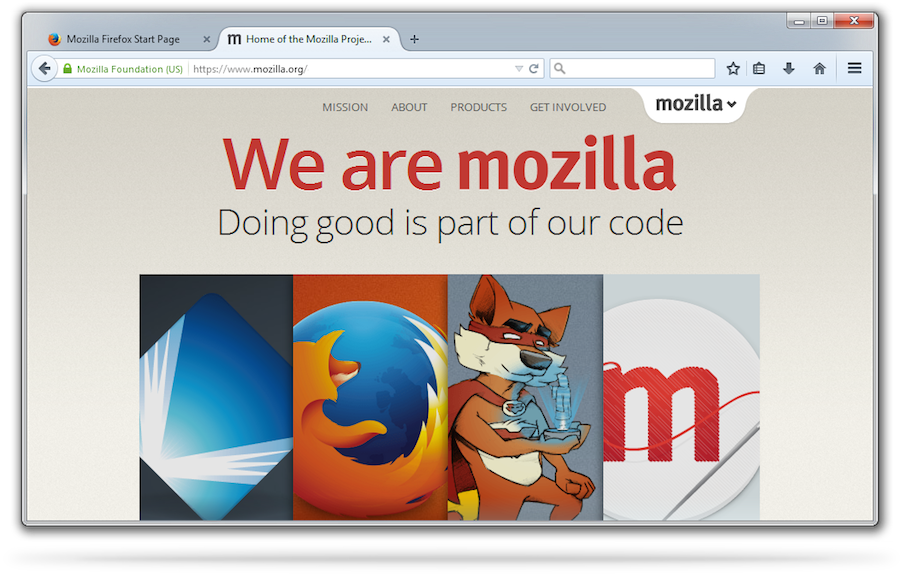 Mozilla Firefox Start Page
m Home of the Mozilla Proje...
Mozilla Foundation (US) https://www.mozilla.org/
MISSION ABOUT PRODUCTS GET INVOLVED mozilla
We are mozilla
Doing good is part of our code
m